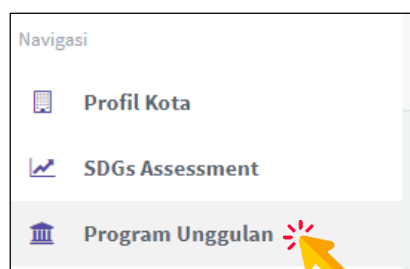 Navigasi
Profil Kota
SDGs Assessment
Program Unggulan